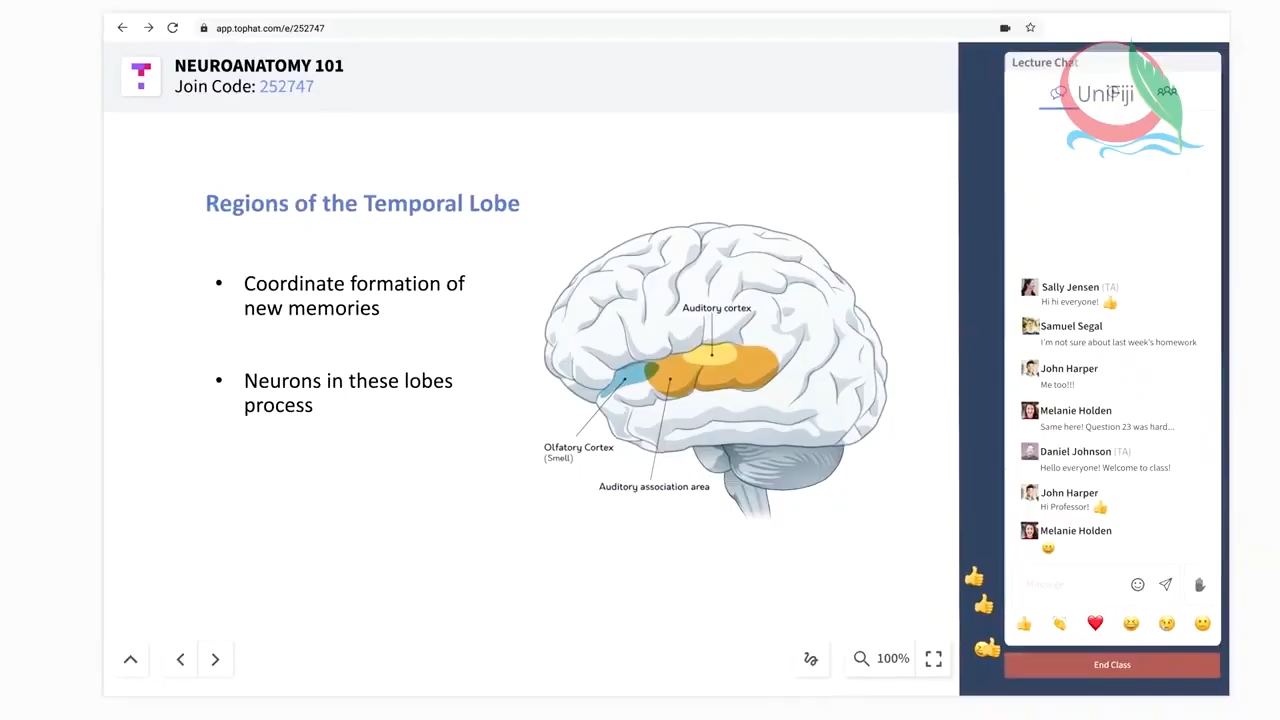 app.tophat.com/e/252747
NEUROANATOMY 101
Join Code: 252747
Regions of the Temporal Lobe
• Coordinate formation of
new memories
• Neurons in these lobes
process
Auditory cortex
Olfatory Cortex
(Smell)
Auditory association area
100%
Lecture Chat
UniFiji
Sally Jensen (TA)
Hi hi everyone! 👍
Samuel Segal
I'm not sure about last week's homework
John Harper
Me too!!!
Melanie Holden
Same here! Question 23 was hard...
Daniel Johnson (TA)
Hello everyone! Welcome to class!
John Harper
Hi Professor! 👍
Melanie Holden
End Class